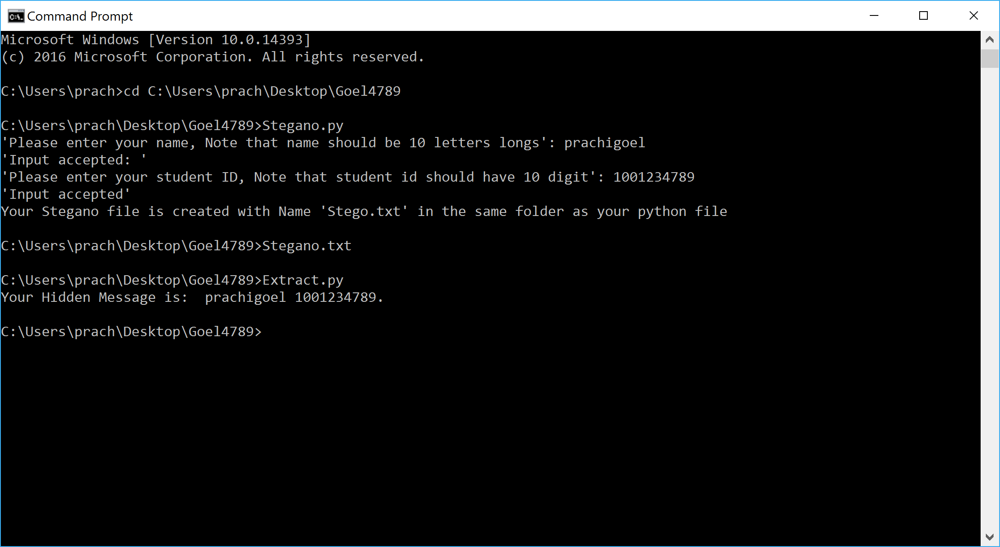 Command Prompt
Microsoft Windows [Version 10.0.14393]
(c) 2016 Microsoft Corporation. All rights reserved.
C:\Users\prach>cd C:\Users\prach\Desktop\Goel4789
C:\Users\prach\Desktop\Goel4789>Stegano.py
'Please enter your name, Note that name should be 10 letters longs': prachigoel
'Input accepted: '
'Please enter your student ID, Note that student id should have 10 digit': 1001234789
'Input accepted'
Your Stegano file is created with Name 'Stego.txt' in the same folder as your python file
C:\Users\prach\Desktop\Goel4789>Stegano.txt
C:\Users\prach\Desktop\Goel4789>Extract.py
Your Hidden Message is:  prachigoel 1001234789.
C:\Users\prach\Desktop\Goel4789>